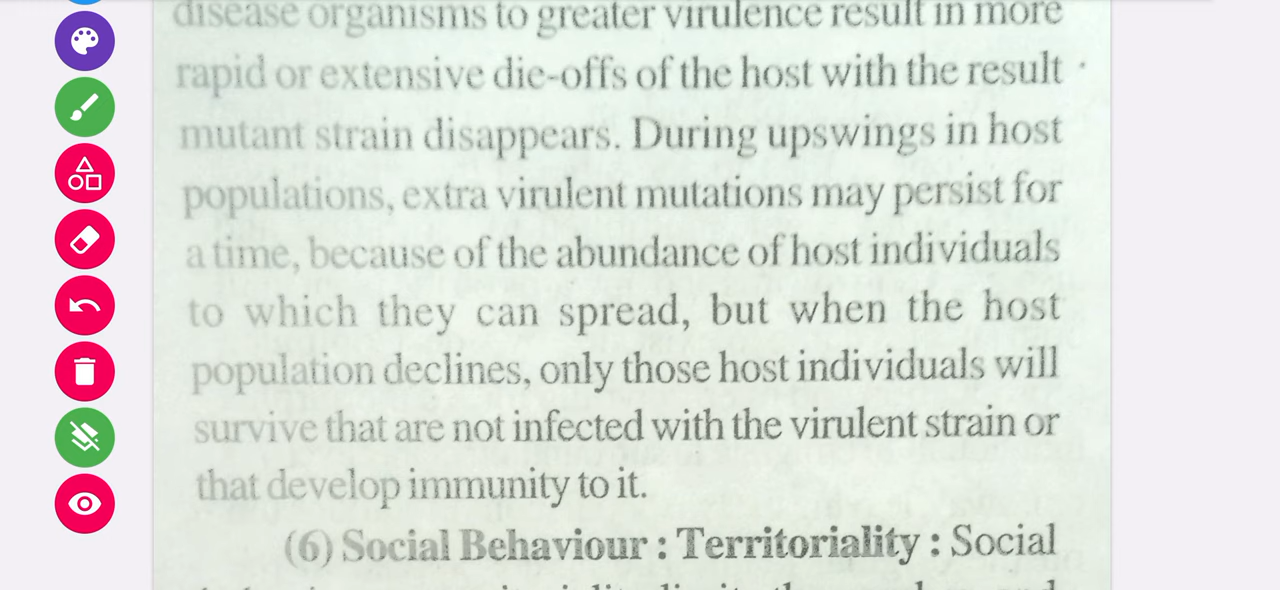 disease organisms to greater virulence result in more
rapid or extensive die-offs of the host with the result
mutant strain disappears. During upswings in host
populations, extra virulent mutations may persist for
a time, because of the abundance of host individuals
to which they can spread, but when the host
population declines, only those host individuals will
survive that are not infected with the virulent strain or
that develop immunity to it.
(6) Social Behaviour : Territoriality : Social